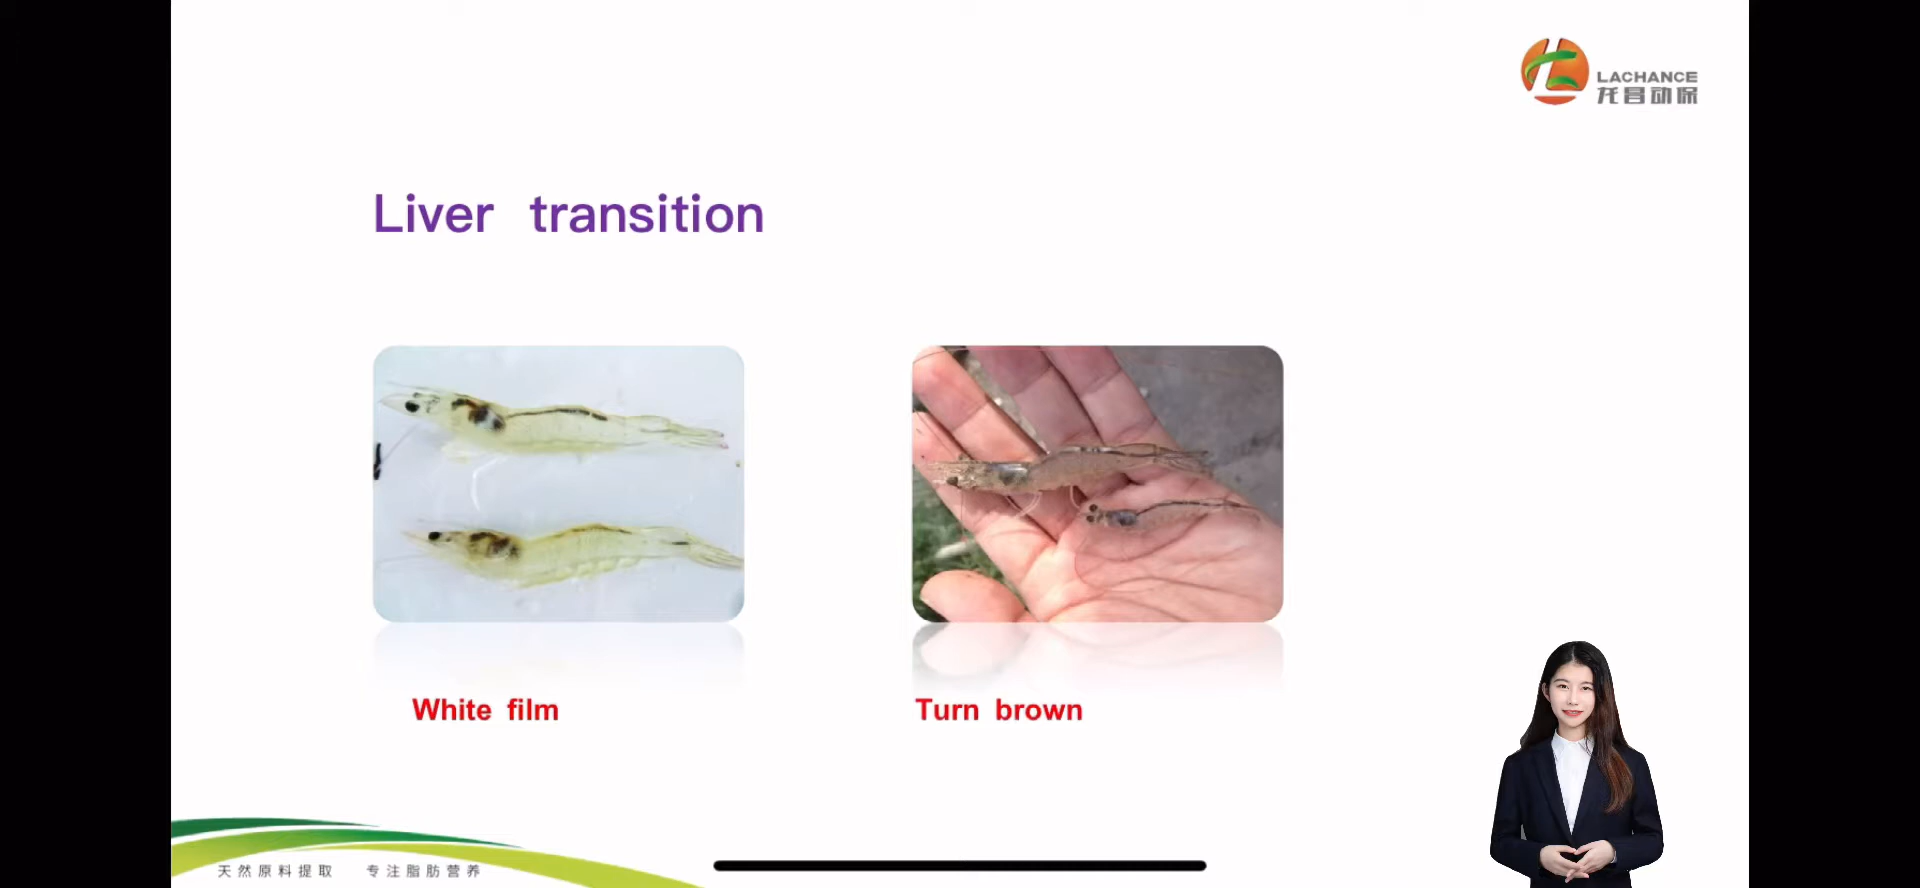 LACHANCE
龙昌动保
Liver transition
White film
Turn brown
天然原料提取 专注脂肪营养